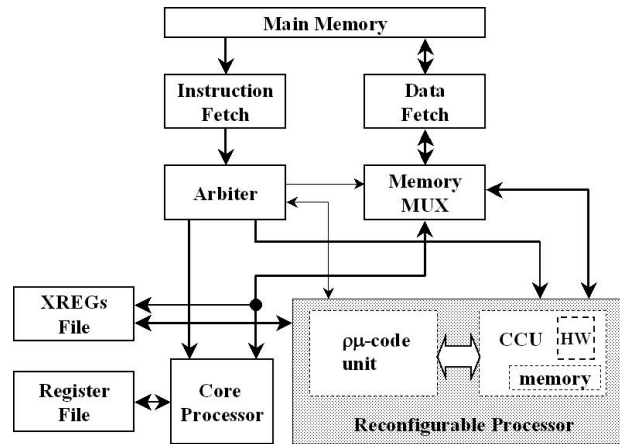 Main Memory
Instruction
Fetch
Data
Fetch
Arbiter
Memory
MUX
XREGs
File
ρμ-code
unit
CCU
HW
memory
Register
File
Core
Processor
Reconfigurable Processor